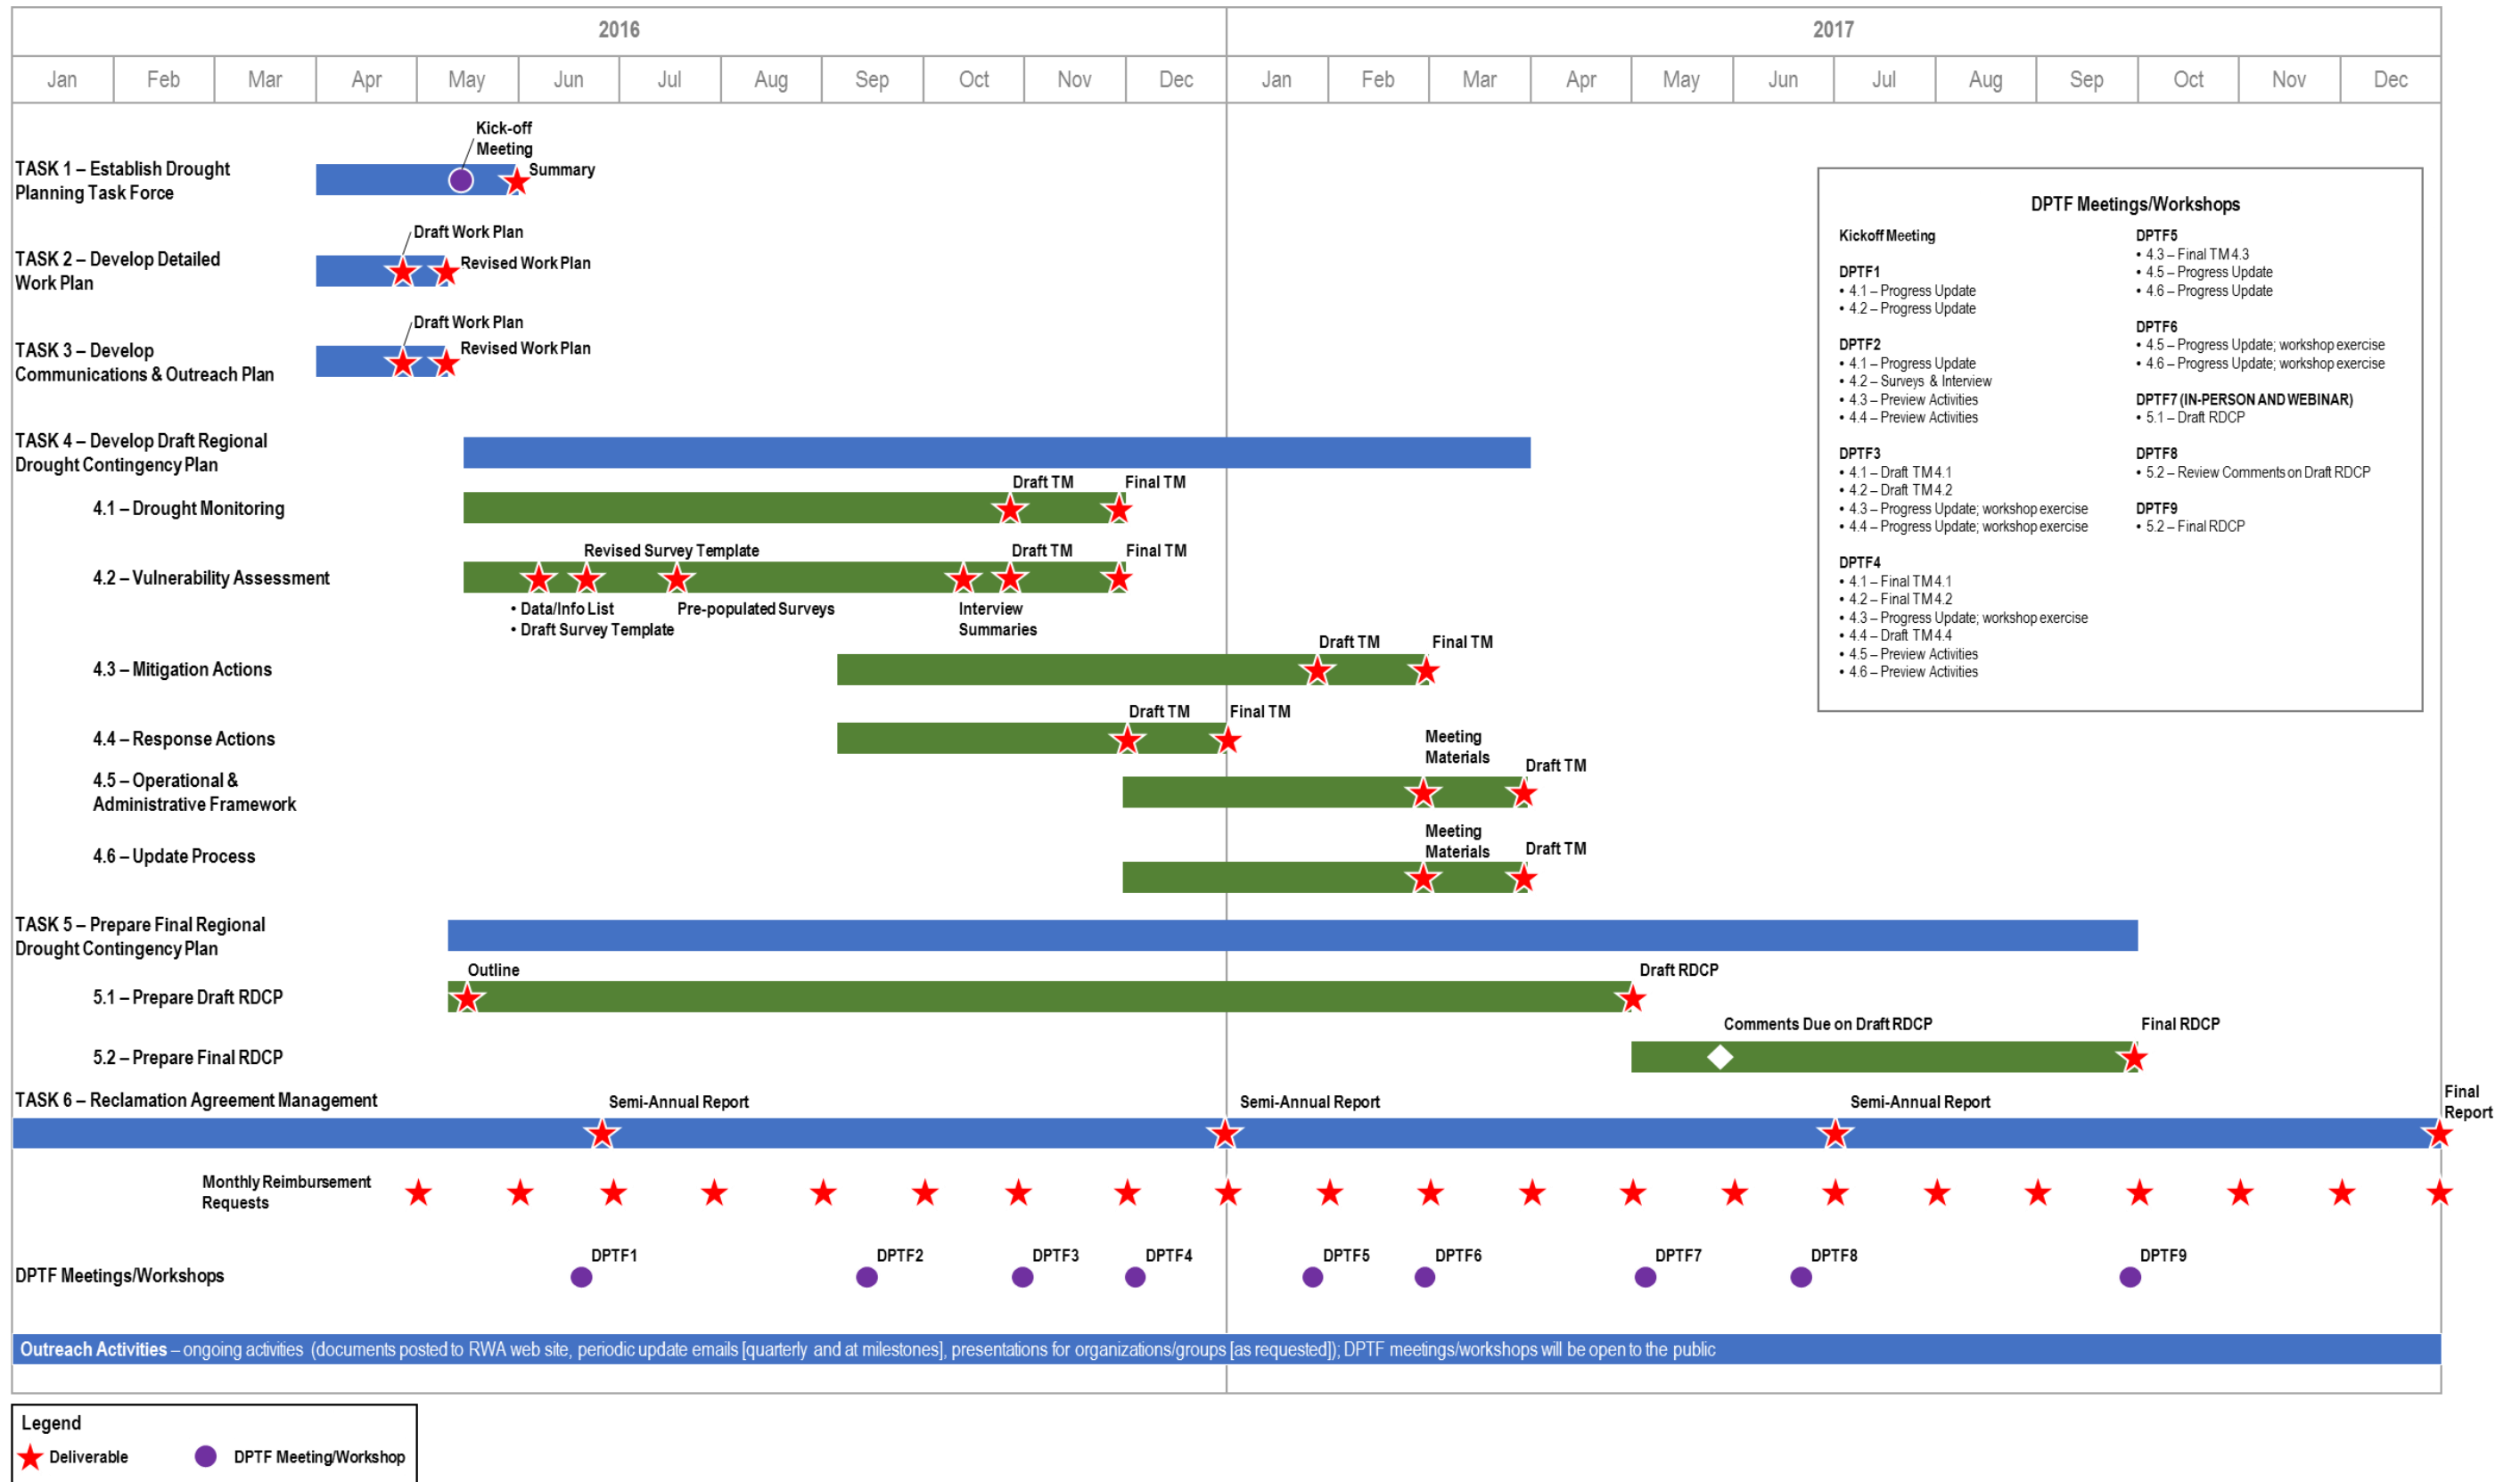 2016
2017
Jan Feb Mar Apr May Jun Jul Aug Sep Oct Nov Dec Jan Feb Mar Apr May Jun Jul Aug Sep Oct Nov Dec
Kick-off
Meeting
TASK 1 – Establish Drought
Planning Task Force
Summary
Draft Work Plan
TASK 2 – Develop Detailed
Work Plan
Revised Work Plan
Draft Work Plan
TASK 3 – Develop
Communications & Outreach Plan
Revised Work Plan
TASK 4 – Develop Draft Regional
Drought Contingency Plan
4.1 – Drought Monitoring
Draft TM
Final TM
4.2 – Vulnerability Assessment
Revised Survey Template
Draft TM
Final TM
• Data/Info List
• Draft Survey Template
Pre-populated Surveys
Interview
Summaries
4.3 – Mitigation Actions
Draft TM
Final TM
4.4 – Response Actions
Draft TM
Final TM
4.5 – Operational &
Administrative Framework
Meeting
Materials
Draft TM
4.6 – Update Process
Meeting
Materials
Draft TM
TASK 5 – Prepare Final Regional
Drought Contingency Plan
5.1 – Prepare Draft RDCP
Outline
Draft RDCP
5.2 – Prepare Final RDCP
Comments Due on Draft RDCP
Final RDCP
TASK 6 – Reclamation Agreement Management
Semi-Annual Report
Semi-Annual Report
Semi-Annual Report
Final
Report
Monthly Reimbursement
Requests
DPTF Meetings/Workshops
DPTF1
DPTF2
DPTF3
DPTF4
DPTF5
DPTF6
DPTF7
DPTF8
DPTF9
Outreach Activities – ongoing activities (documents posted to RWA web site, periodic update emails [quarterly and at milestones], presentations for organizations/groups [as requested]); DPTF meetings/workshops will be open to the public
DPTF Meetings/Workshops
Kickoff Meeting
DPTF1
• 4.1 – Progress Update
• 4.2 – Progress Update
DPTF2
• 4.1 – Progress Update
• 4.2 – Surveys & Interview
• 4.3 – Preview Activities
• 4.4 – Preview Activities
DPTF3
• 4.1 – Draft TM 4.1
• 4.2 – Draft TM 4.2
• 4.3 – Progress Update; workshop exercise
• 4.4 – Progress Update; workshop exercise
DPTF4
• 4.1 – Final TM 4.1
• 4.2 – Final TM 4.2
• 4.3 – Progress Update; workshop exercise
• 4.4 – Draft TM 4.4
• 4.5 – Preview Activities
• 4.6 – Preview Activities
DPTF5
• 4.3 – Final TM 4.3
• 4.5 – Progress Update
• 4.6 – Progress Update
DPTF6
• 4.5 – Progress Update; workshop exercise
• 4.6 – Progress Update; workshop exercise
DPTF7 (IN-PERSON AND WEBINAR)
• 5.1 – Draft RDCP
DPTF8
• 5.2 – Review Comments on Draft RDCP
DPTF9
• 5.2 – Final RDCP
Legend
Deliverable
DPTF Meeting/Workshop